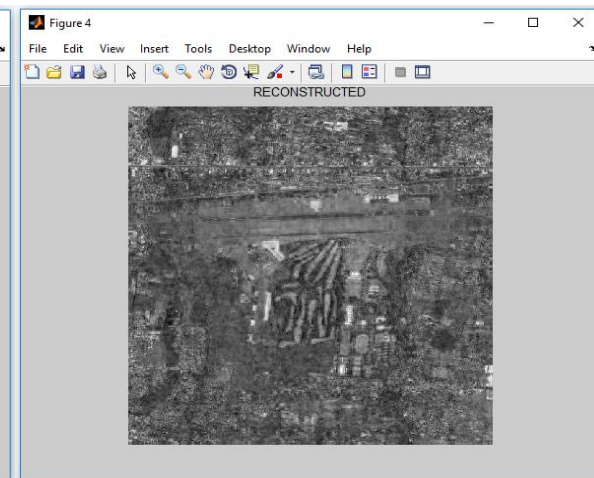 Figure 4
File Edit View Insert Tools Desktop Window Help
RECONSTRUCTED